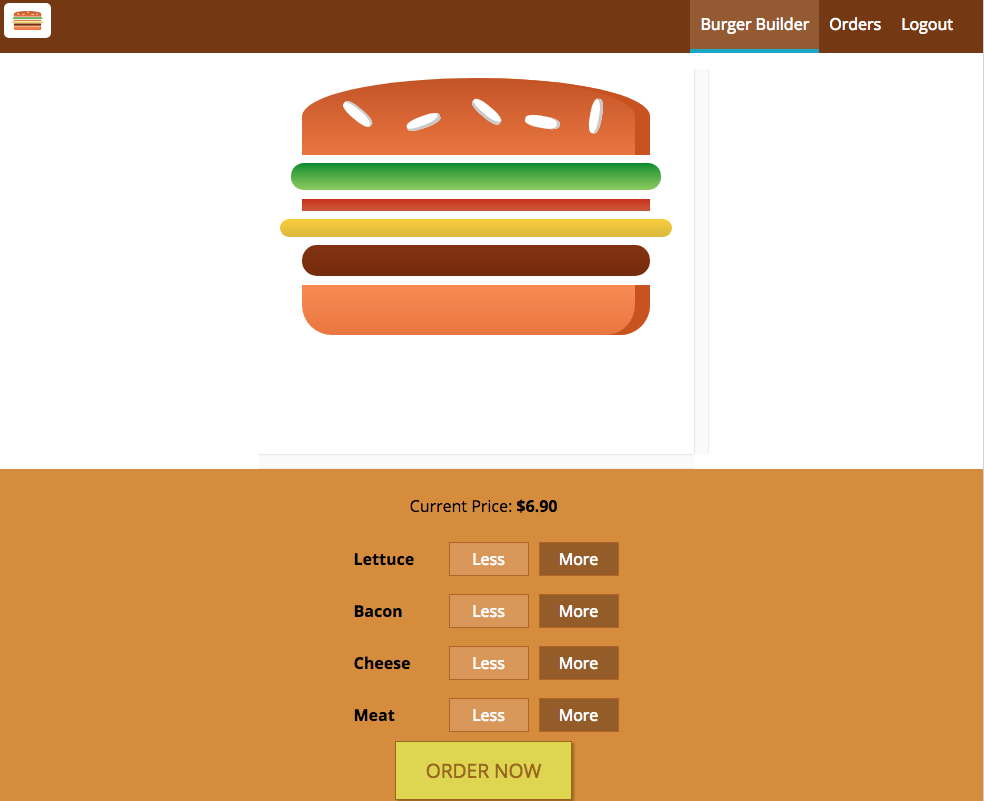 Burger Builder Orders Logout
Current Price: $6.90
Lettuce Less More
Bacon Less More
Cheese Less More
Meat Less More
ORDER NOW